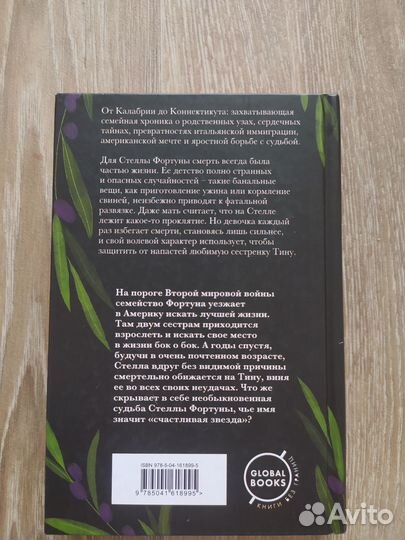 От Калабрии до Коннектикута: захватывающая
семейная хроника о родственных узах, сердечных
тайнах, превратностях итальянской иммиграции,
американской мечте и яростной борьбе с судьбой.
Для Стеллы Фортуны смерть всегда была
частью жизни. Ее детство полно странных
и опасных случайностей – такие банальные
вещи, как приготовление ужина или кормление
свиней, неизбежно приводят к фатальной
развязке. Даже мать считает, что на Стелле
лежит какое-то проклятие. Но девочка каждый
раз избегает смерти, становясь лишь сильнее,
и свой волевой характер использует, чтобы
защитить от напастей любимую сестренку Тину.
На пороге Второй мировой войны
семейство Фортуна уезжает
в Америку искать лучшей жизни.
Там двум сестрам приходится
взрослеть и искать свое место
в жизни бок о бок. А годы спустя,
будучи в очень почтенном возрасте,
Стелла вдруг без видимой причины
смертельно обижается на Тину, виня
ее во всех своих неудачах. Что же
скрывает в себе необыкновенная
судьба Стеллы Фортуны, чье имя
значит «счастливая звезда»?
ISBN 978-5-04-161899-5
9785041618995
GLOBAL
BOOKS
КНИГИ БЕЗ ГРАНИЦ
Avito